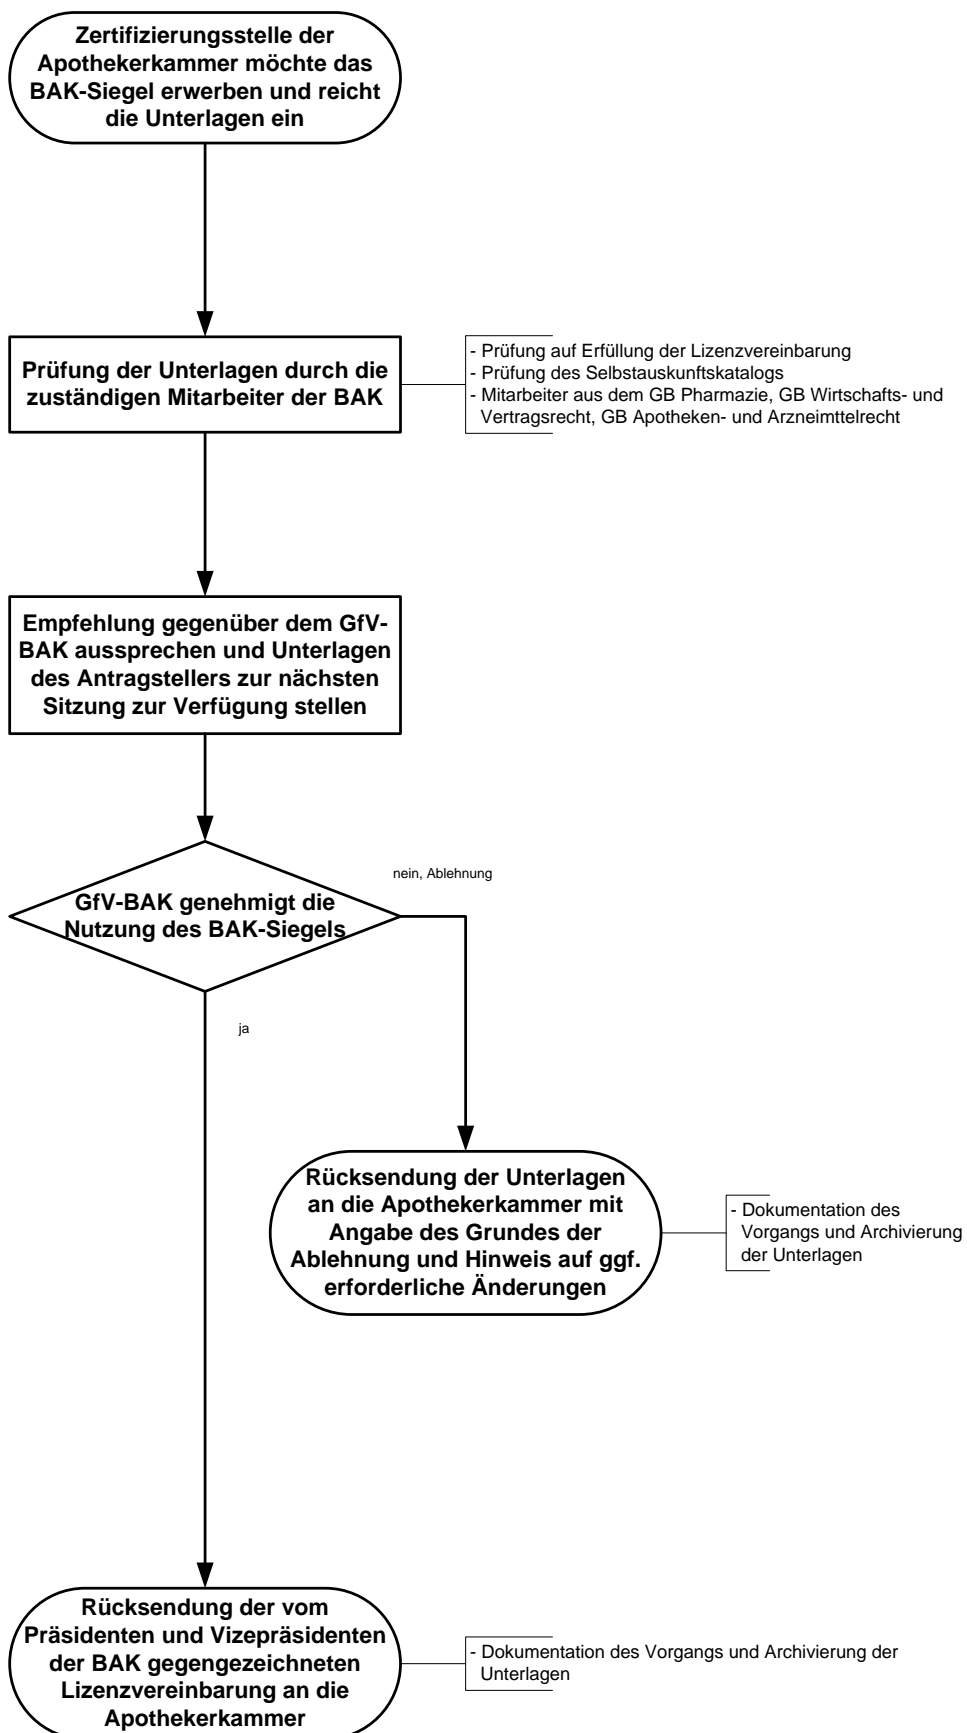 Zertifizierungsstelle der
Apothekerkammer möchte das
BAK-Siegel erwerben und reicht
die Unterlagen ein
Prüfung der Unterlagen durch die
zuständigen Mitarbeiter der BAK
- Prüfung auf Erfüllung der Lizenzvereinbarung
- Prüfung des Selbstauskunftskatalogs
- Mitarbeiter aus dem GB Pharmazie, GB Wirtschafts- und
Vertragsrecht, GB Apotheken- und Arzneimttelrecht
Empfehlung gegenüber dem GfV-
BAK aussprechen und Unterlagen
des Antragstellers zur nächsten
Sitzung zur Verfügung stellen
nein, Ablehnung
GfV-BAK genehmigt die
Nutzung des BAK-Siegels
ja
Rücksendung der Unterlagen
an die Apothekerkammer mit
Angabe des Grundes der
Ablehnung und Hinweis auf ggf.
erforderliche Änderungen
- Dokumentation des
Vorgangs und Archivierung
der Unterlagen
Rücksendung der vom
Präsidenten und Vizepräsidenten
der BAK gegengezeichneten
Lizenzvereinbarung an die
Apothekerkammer
- Dokumentation des Vorgangs und Archivierung der
Unterlagen